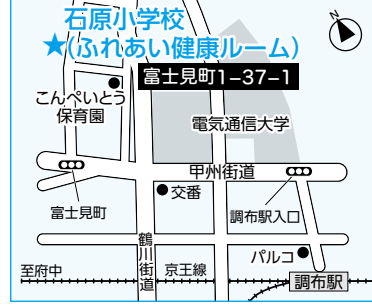 石原小学校
★(ふれあい健康ルーム)
N
富士見町1-37-1
こんぺいとう
保育園
電気通信大学
甲州街道
交番
富士見町
調布駅入口
鶴川街道
パルコ
至府中
京王線
調布駅